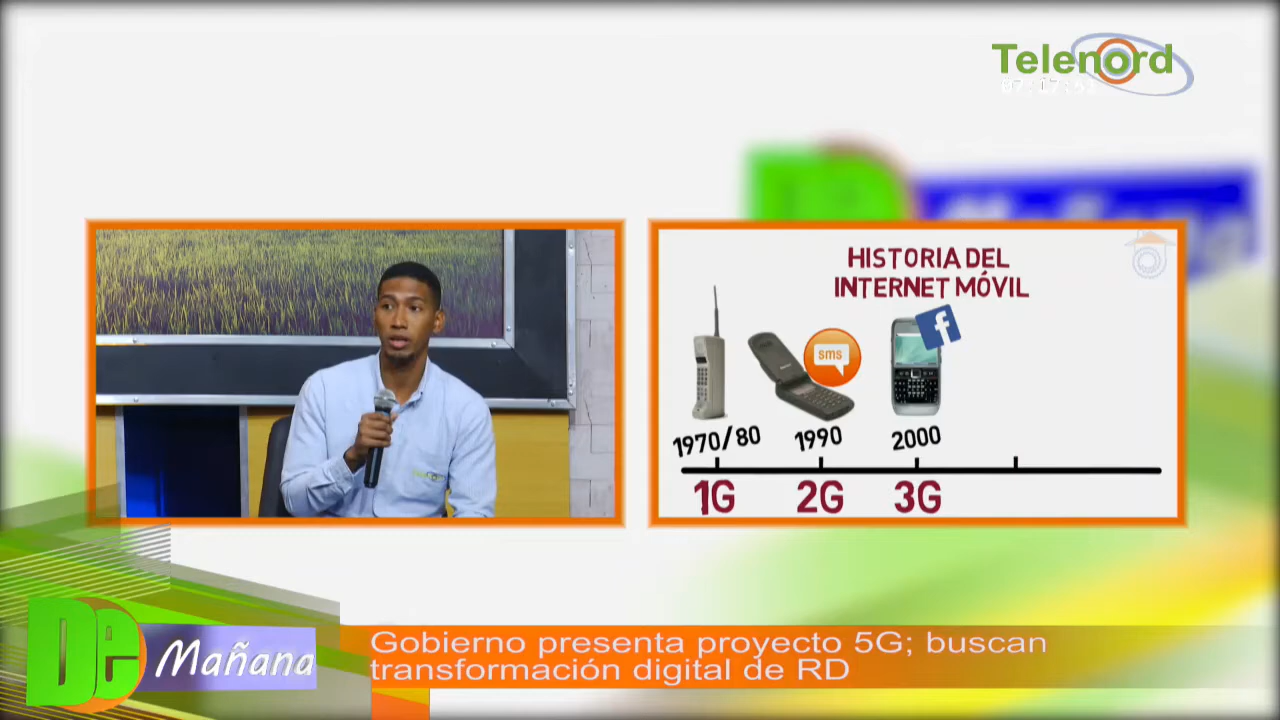 Telenord
HISTORIA DEL
INTERNET MÓVIL
sms
f
1970/80
1990
2000
1G
2G
3G
De
Mañana
Gobierno presenta proyecto 5G; buscan
transformación digital de RD